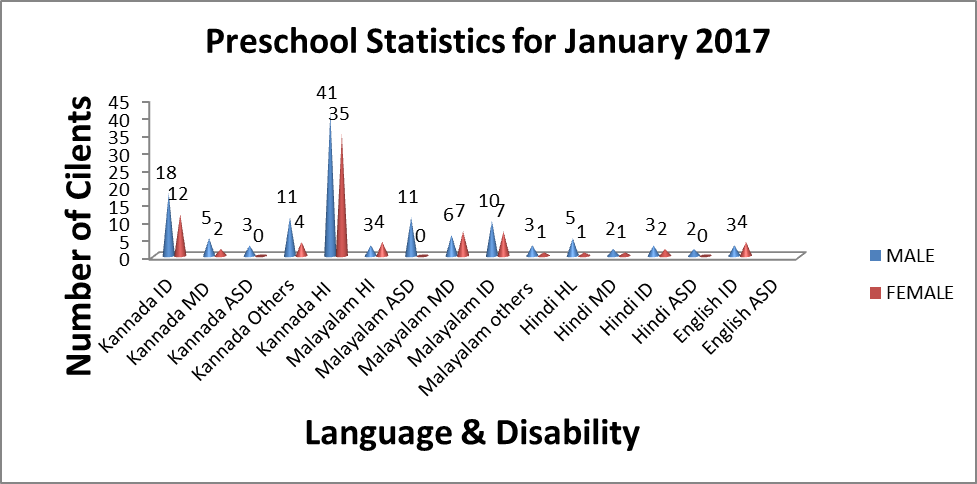 Preschool Statistics for January 2017
Number of Cilents
45
40
35
30
25
20
15
10
5
0
18 12 5 2 3 0 11 4 41 35 3 4 11 0 6 7 10 7 3 1 5 1 2 1 3 2 2 0 3 4
Kannada ID
Kannada MD
Kannada ASD
Kannada Others
Kannada HI
Malayalam HI
Malayalam ASD
Malayalam MD
Malayalam ID
Malayalam others
Hindi HL
Hindi MD
Hindi ID
Hindi ASD
English ID
English ASD
MALE
FEMALE
Language & Disability